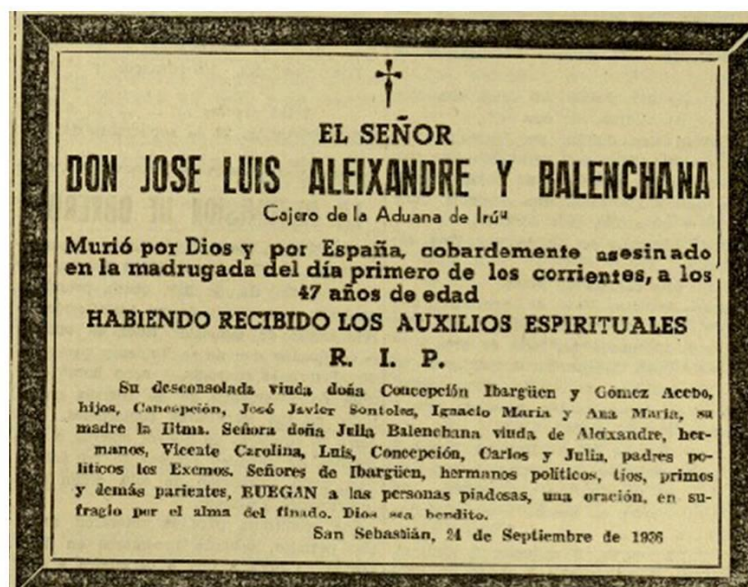 EL SEÑOR
DON JOSE LUIS ALEIXANDRE Y BALENCHANA
Cajero de la Aduana de Irún
Murió por Dios y por España, cobardemente asesinado
en la madrugada del día primero de los corrientes, a los
47 años de edad
HABIENDO RECIBIDO LOS AUXILIOS ESPIRITUALES
R. I. P.
Su desconsolada viuda doña Concepción Ibargüen y Gómez Acebo,
hijos, Concepción, José Javier Sontoles, Ignacio María y Ana María, su
madre la Iltma. Señora doña Julia Balenchana viuda de Aleixandre, her-
manos, Vicente Carolina, Luis, Concepción, Carlos y Julia, padres po-
líticos los Excmos. Señores de Ibargüen, hermanos políticos, tíos, primos
y demás parientes, RUEGAN a las personas piadosas, una oración, en su-
fragio por el alma del finado. Dios sea bendito.
San Sebastián, 24 de Septiembre de 1936